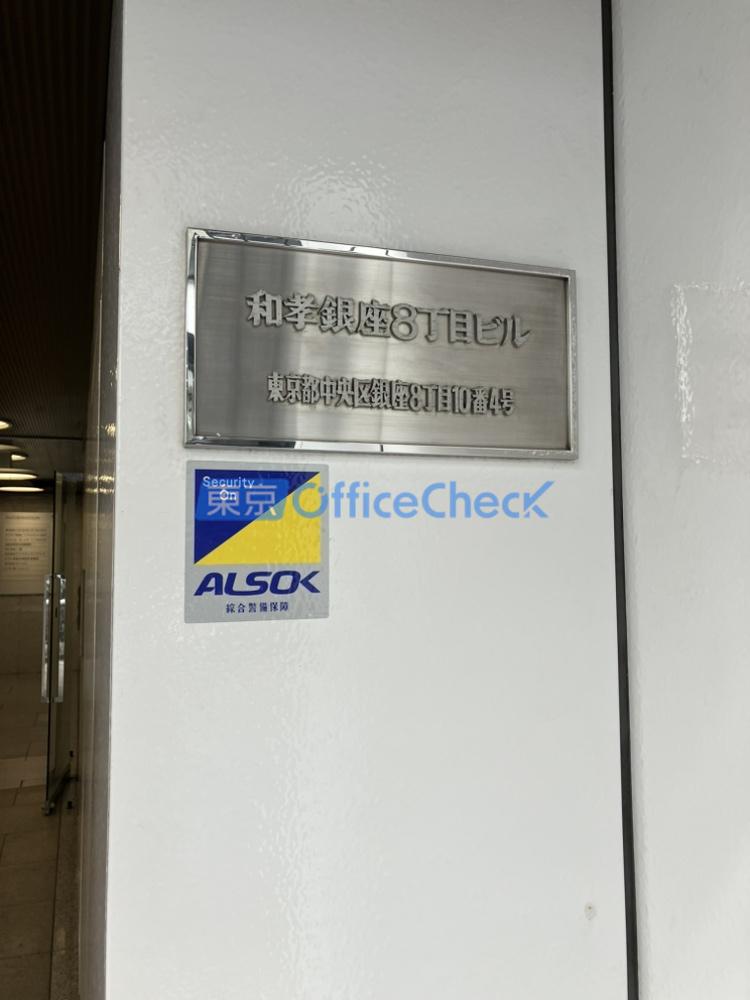 和孝銀座8丁目ビル
東京都中央区銀座8丁目10番4号
Security
On
東京OfficeCheck
ALSOK
綜合警備保障